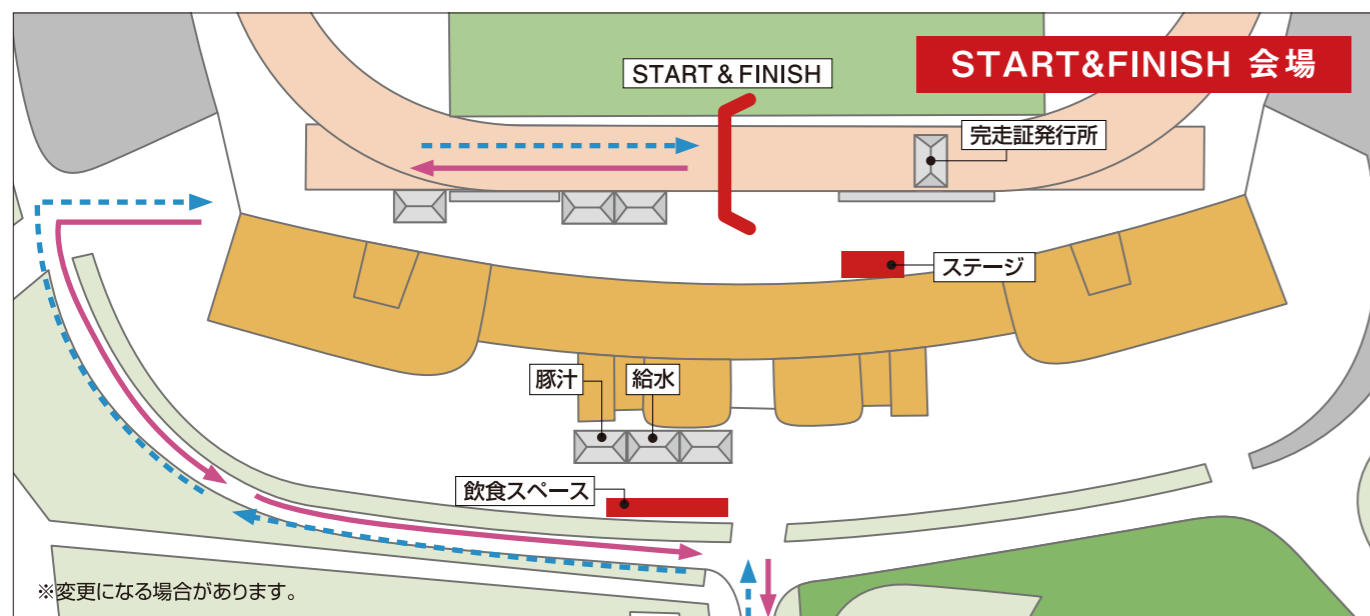 START&FINISH 会場
START & FINISH
完走証発行所
ステージ
豚汁
給水
飲食スペース
※変更になる場合があります。